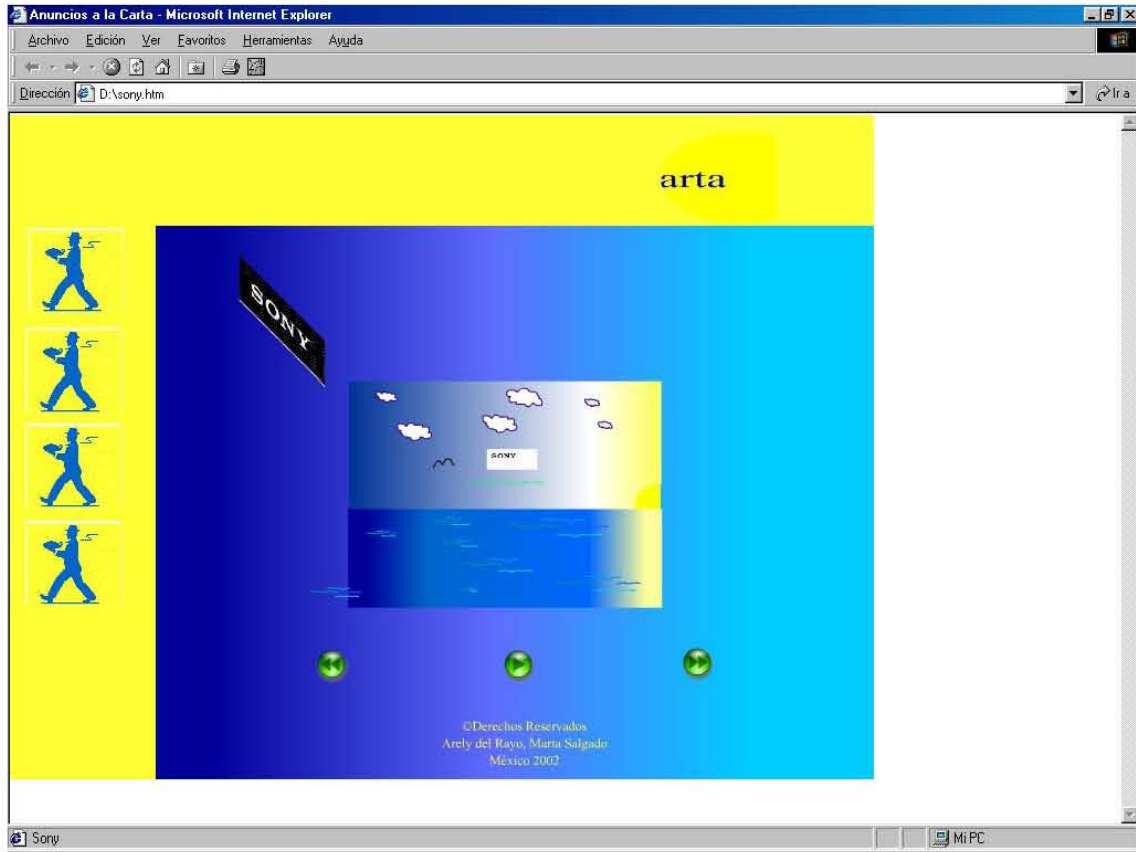 Anuncios a la Carta - Microsoft Internet Explorer
Archivo Edición Ver Favoritos Herramientas Ayuda
Dirección D:\sony.htm Ir a
arta
SONY
SONY
©Derechos Reservados
Arely del Rayo, Marta Salgado
México 2002
Sony Mi PC